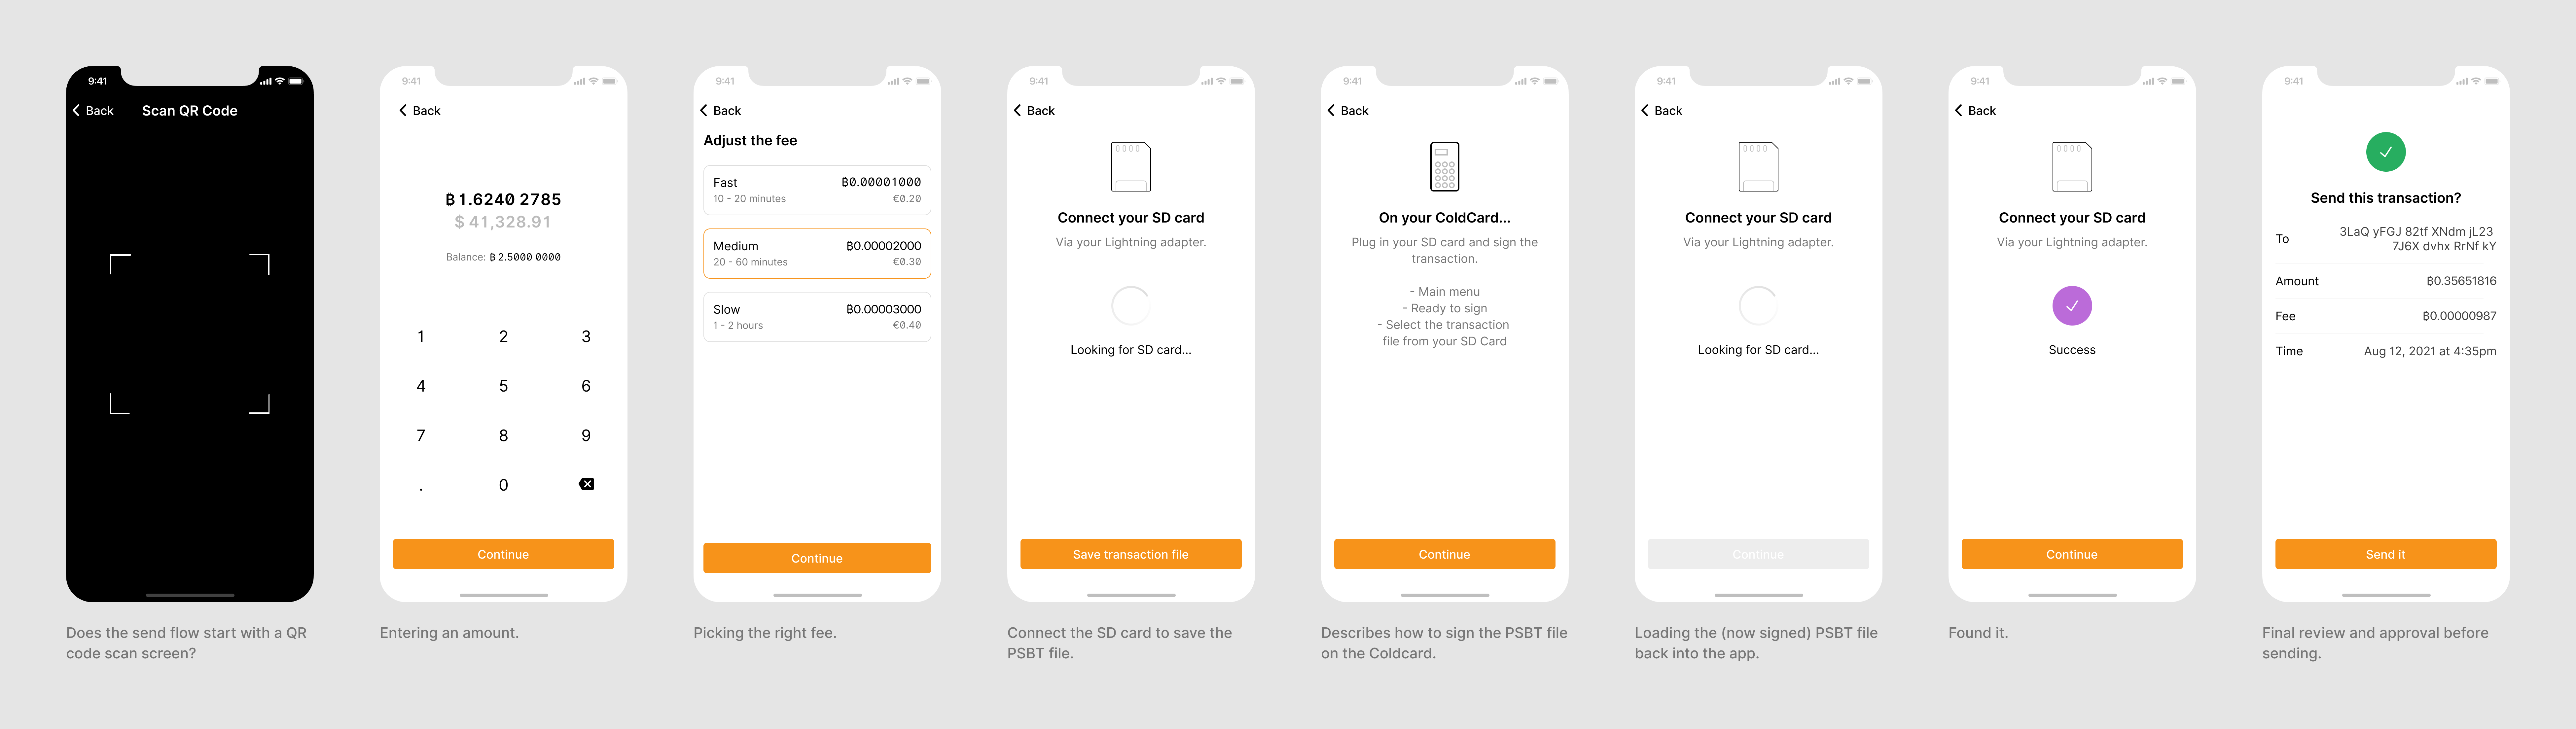 9:41
Back
Scan QR Code
Does the send flow start with a QR
code scan screen?
9:41
Back
₿ 1.6240 2785
$ 41,328.91
Balance: ₿ 2.5000 0000
1 2 3
4 5 6
7 8 9
. 0
Continue
Entering an amount.
9:41
Back
Adjust the fee
Fast ₿0.00001000
10 - 20 minutes €0.20
Medium ₿0.00002000
20 - 60 minutes €0.30
Slow ₿0.00003000
1 - 2 hours €0.40
Continue
Picking the right fee.
9:41
Back
Connect your SD card
Via your Lightning adapter.
Looking for SD card...
Save transaction file
Connect the SD card to save the
PSBT file.
9:41
Back
On your ColdCard...
Plug in your SD card and sign the
transaction.
- Main menu
- Ready to sign
- Select the transaction
file from your SD Card
Continue
Describes how to sign the PSBT file
on the Coldcard.
9:41
Back
Connect your SD card
Via your Lightning adapter.
Looking for SD card...
Continue
Loading the (now signed) PSBT file
back into the app.
9:41
Back
Connect your SD card
Via your Lightning adapter.
Success
Continue
Found it.
9:41
Send this transaction?
To 3LaQ yFGJ 82tf XNdm jL23
7J6X dvhx RrNf kY
Amount ₿0.35651816
Fee ₿0.00000987
Time Aug 12, 2021 at 4:35pm
Send it
Final review and approval before
sending.